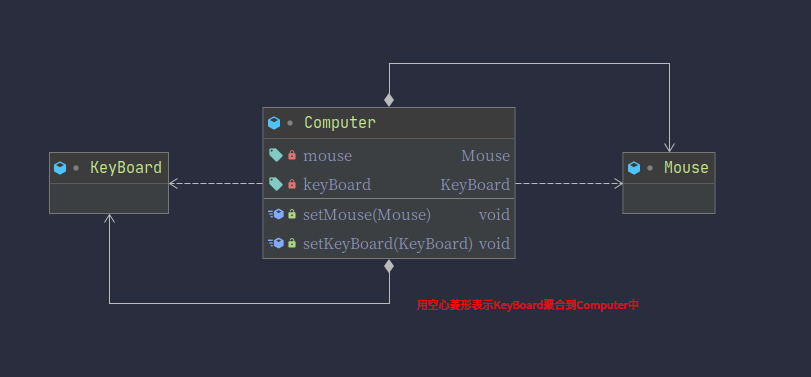 Computer
mouse Mouse
keyBoard KeyBoard
setMouse(Mouse) void
setKeyBoard(KeyBoard) void
KeyBoard
Mouse
用空心菱形表示KeyBoard聚合到Computer中